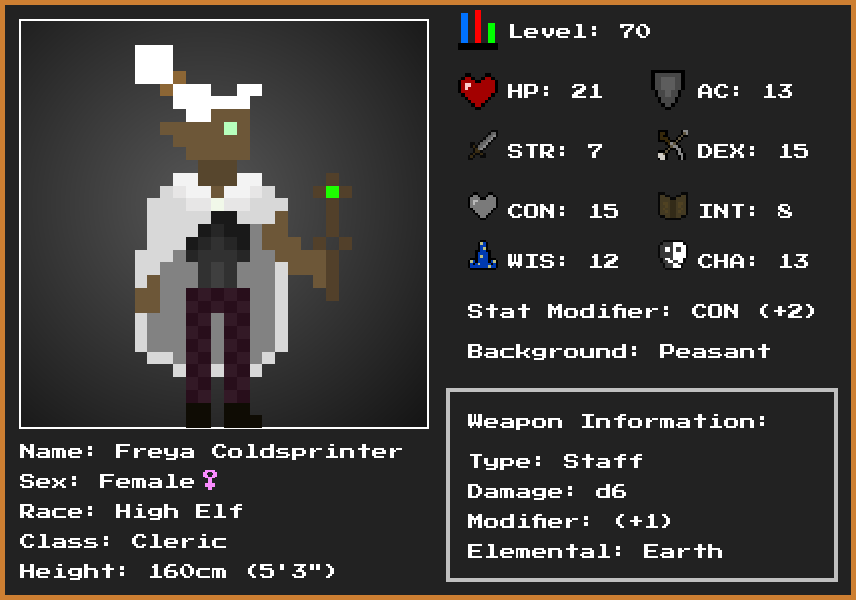 Level: 70
HP: 21
AC: 13
STR: 7
DEX: 15
CON: 15
INT: 8
WIS: 12
CHA: 13
Stat Modifier: CON (+2)
Background: Peasant
Weapon Information:
Type: Staff
Damage: d6
Modifier: (+1)
Elemental: Earth
Name: Freya Coldsprinter
Sex: Female♀
Race: High Elf
Class: Cleric
Height: 160cm (5'3")